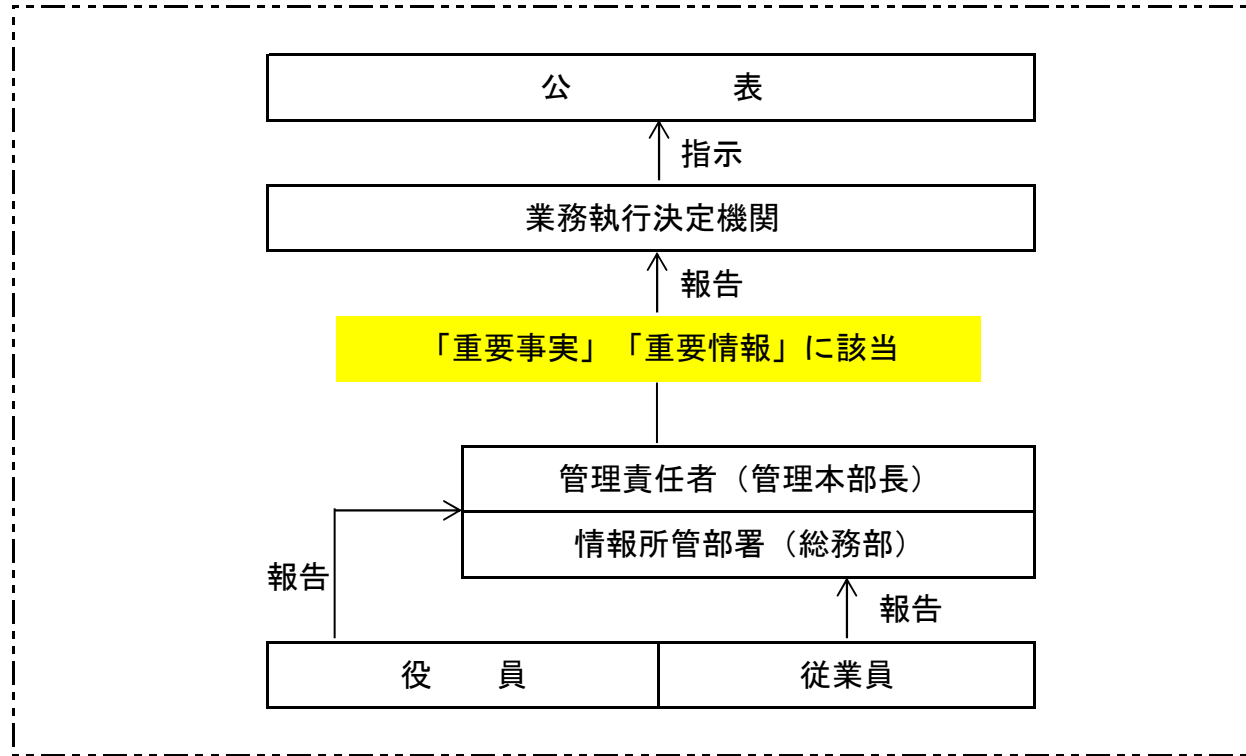 公　　　表
指示
業務執行決定機関
報告
「重要事実」「重要情報」に該当
管理責任者（管理本部長）
情報所管部署（総務部）
報告
報告
役　員
従業員